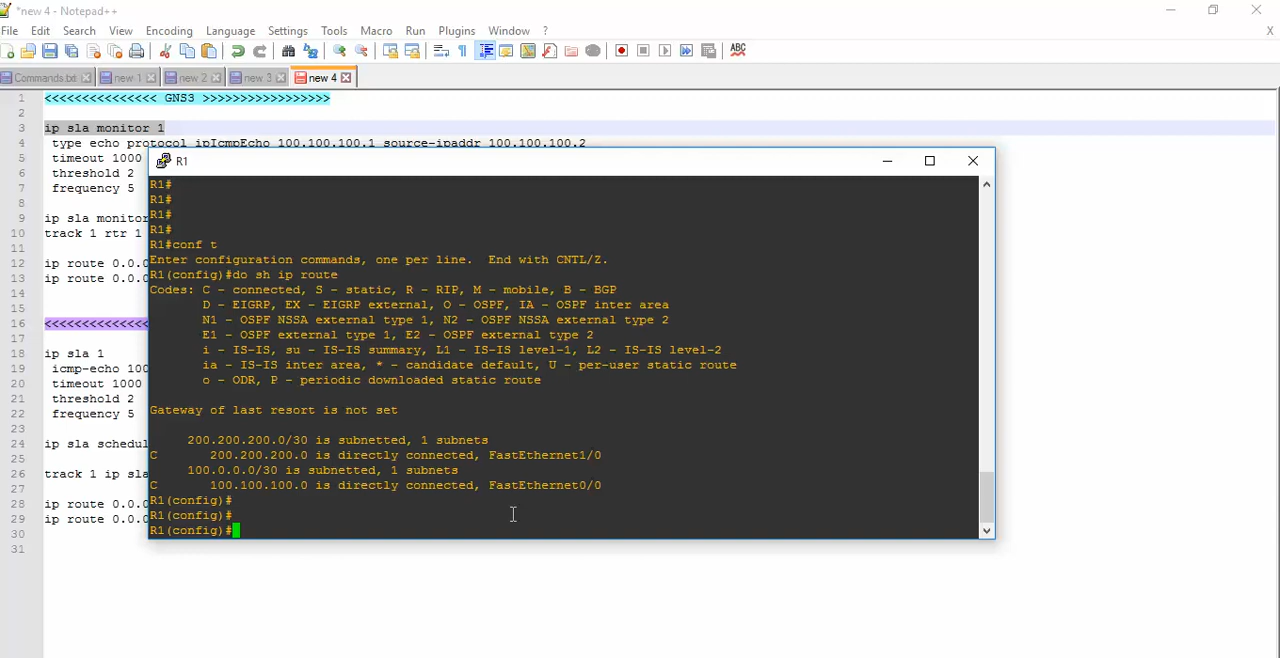 *new 4 - Notepad++
File Edit Search View Encoding Language Settings Tools Macro Run Plugins Window ? X
Commands.txt new 1 new 2 new 3 new 4
1 <<<<<<<<<<<<<<< GNS3 >>>>>>>>>>>>>>>>>
2
3 ip sla monitor 1
4 type echo protocol ipIcmpEcho 100.100.100.1 source-ipaddr 100.100.100.2
5 timeout 1000
6 threshold 2
7 frequency 5
8
9 ip sla monitor
10 track 1 rtr 1
11
12 ip route 0.0.0
13 ip route 0.0.0
14
15
16 <<<<<<<<<<<<<<
17
18 ip sla 1
19 icmp-echo 100
20 timeout 1000
21 threshold 2
22 frequency 5
23
24 ip sla schedul
25
26 track 1 ip sla
27
28 ip route 0.0.0
29 ip route 0.0.0
30
31
R1
R1#
R1#
R1#
R1#
R1#conf t
Enter configuration commands, one per line. End with CNTL/Z.
R1(config)#do sh ip route
Codes: C - connected, S - static, R - RIP, M - mobile, B - BGP
D - EIGRP, EX - EIGRP external, O - OSPF, IA - OSPF inter area
N1 - OSPF NSSA external type 1, N2 - OSPF NSSA external type 2
E1 - OSPF external type 1, E2 - OSPF external type 2
i - IS-IS, su - IS-IS summary, L1 - IS-IS level-1, L2 - IS-IS level-2
ia - IS-IS inter area, * - candidate default, U - per-user static route
o - ODR, P - periodic downloaded static route
Gateway of last resort is not set
200.200.200.0/30 is subnetted, 1 subnets
C 200.200.200.0 is directly connected, FastEthernet1/0
100.0.0.0/30 is subnetted, 1 subnets
C 100.100.100.0 is directly connected, FastEthernet0/0
R1(config)#
R1(config)#
R1(config)#